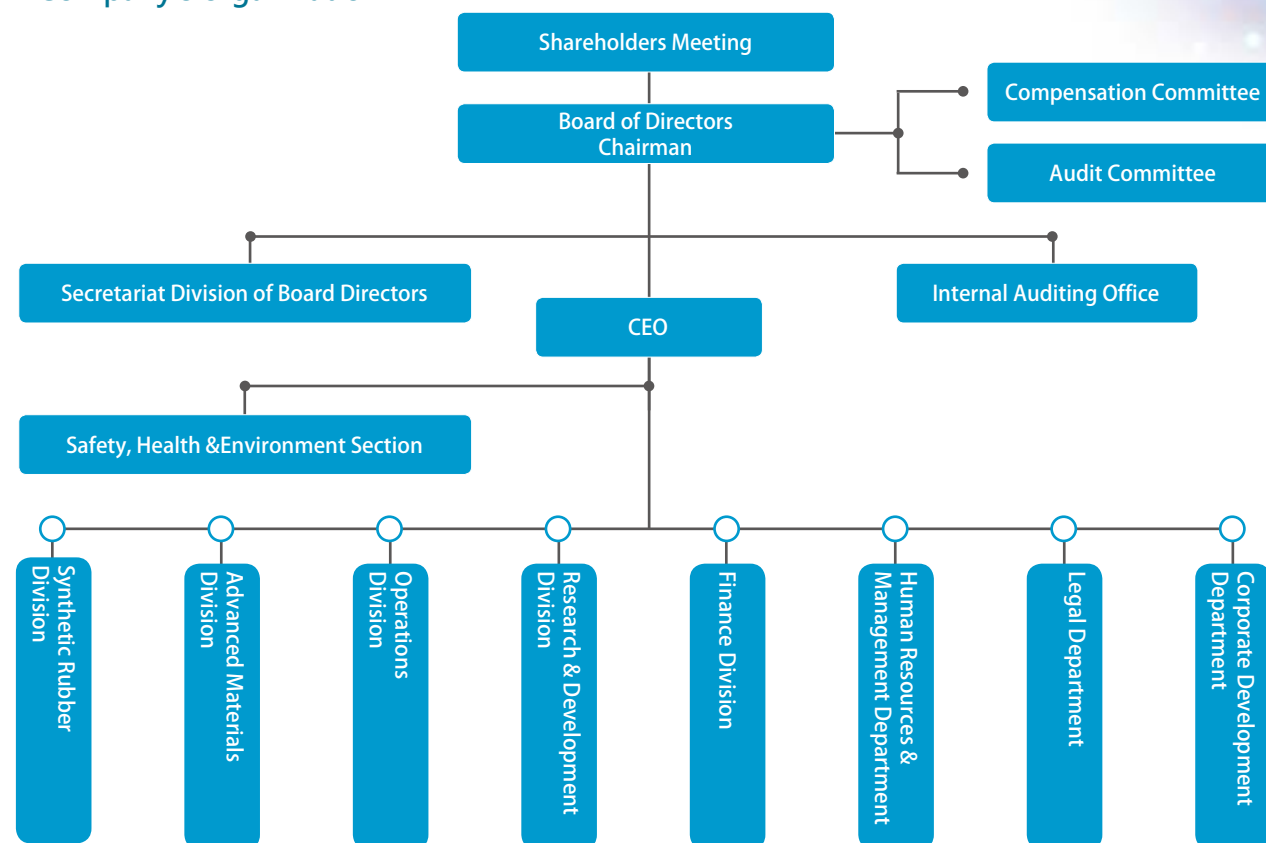 Shareholders Meeting
Compensation Committee
Board of Directors
Chairman
Audit Committee
Secretariat Division of Board Directors
Internal Auditing Office
CEO
Safety, Health &Environment Section
Synthetic Rubber
Division
Advanced Materials
Division
Operations
Division
Research & Development
Division
Finance Division
Human Resources &
Management Department
Legal Department
Corporate Development
Department